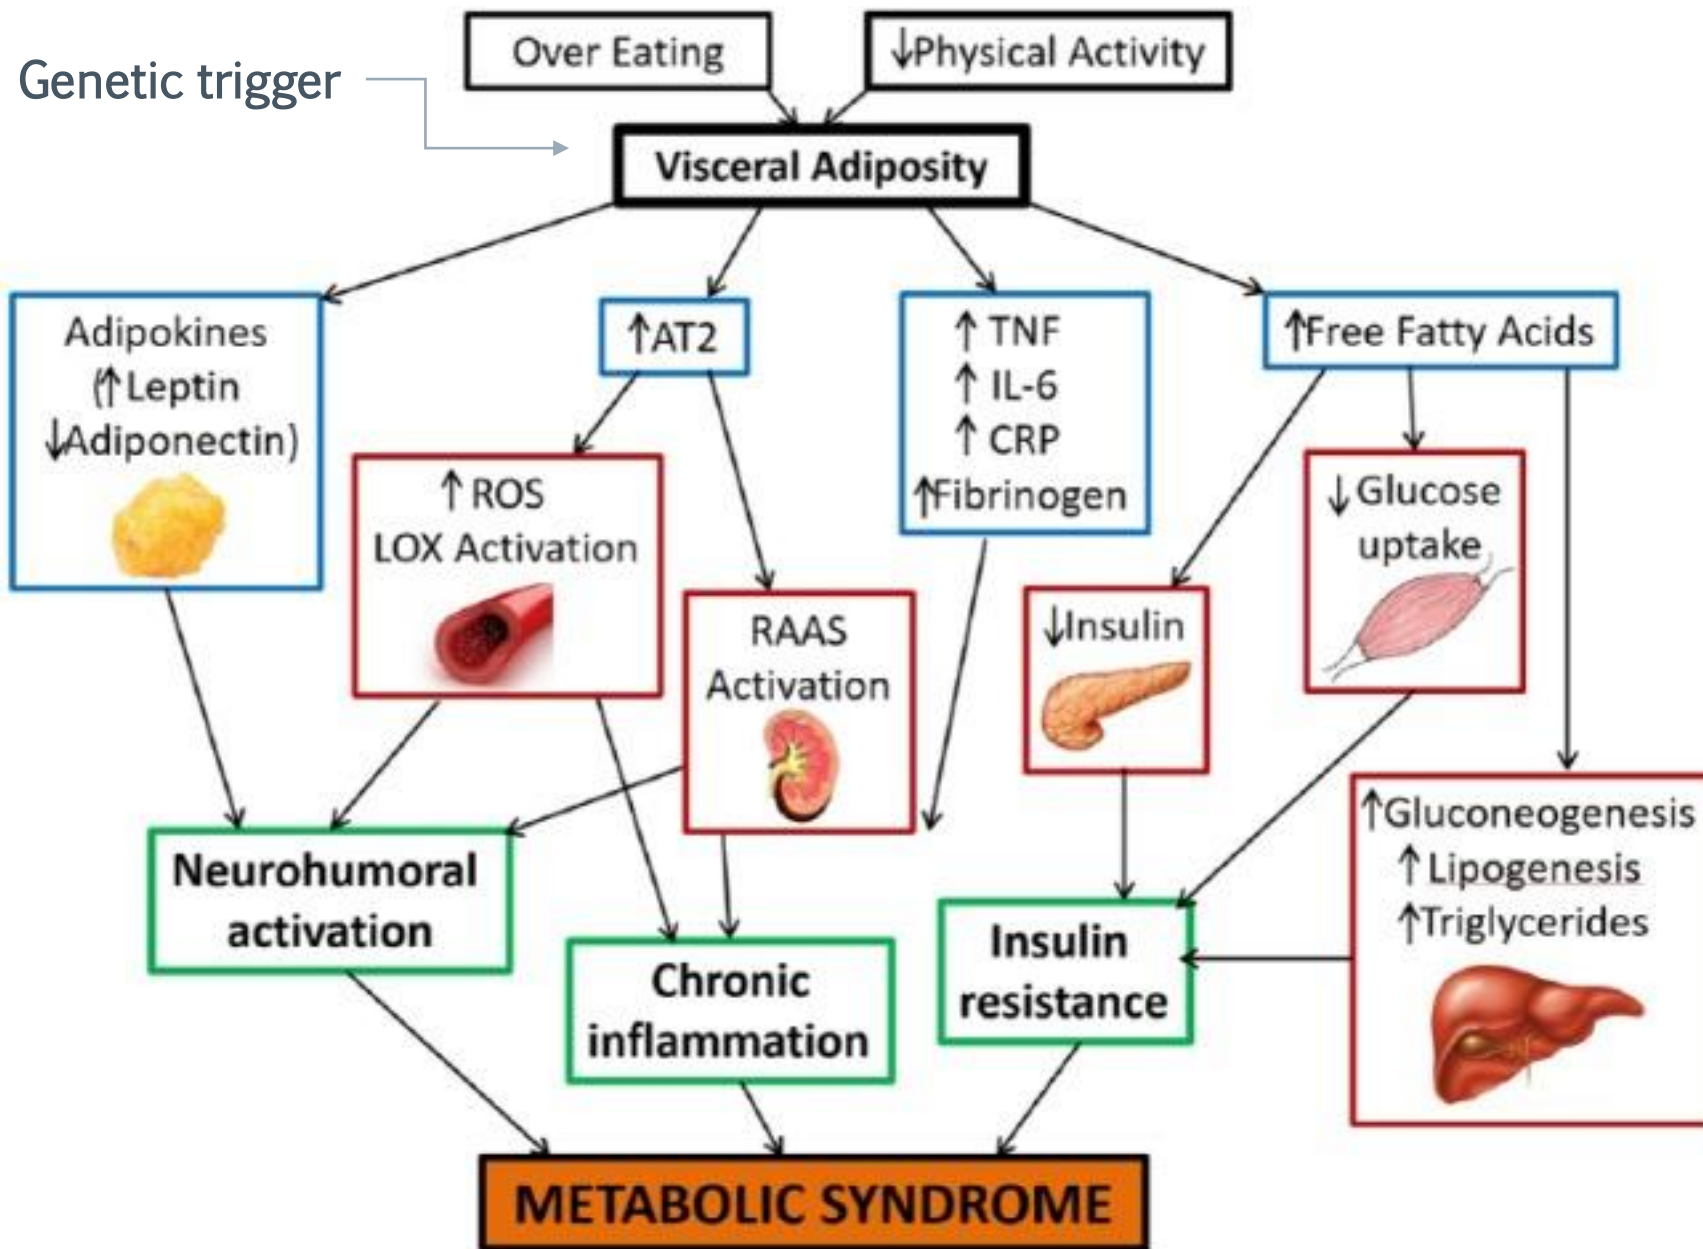 Over Eating
↓Physical Activity
Genetic trigger
Visceral Adiposity
Adipokines
(↑Leptin
↓Adiponectin)
↑AT2
↑ TNF
↑ IL-6
↑ CRP
↑Fibrinogen
↑Free Fatty Acids
↑ ROS
LOX Activation
RAAS
Activation
↓Insulin
↓ Glucose
uptake
↑Gluconeogenesis
↑ Lipogenesis
↑Triglycerides
Neurohumoral
activation
Chronic
inflammation
Insulin
resistance
METABOLIC SYNDROME